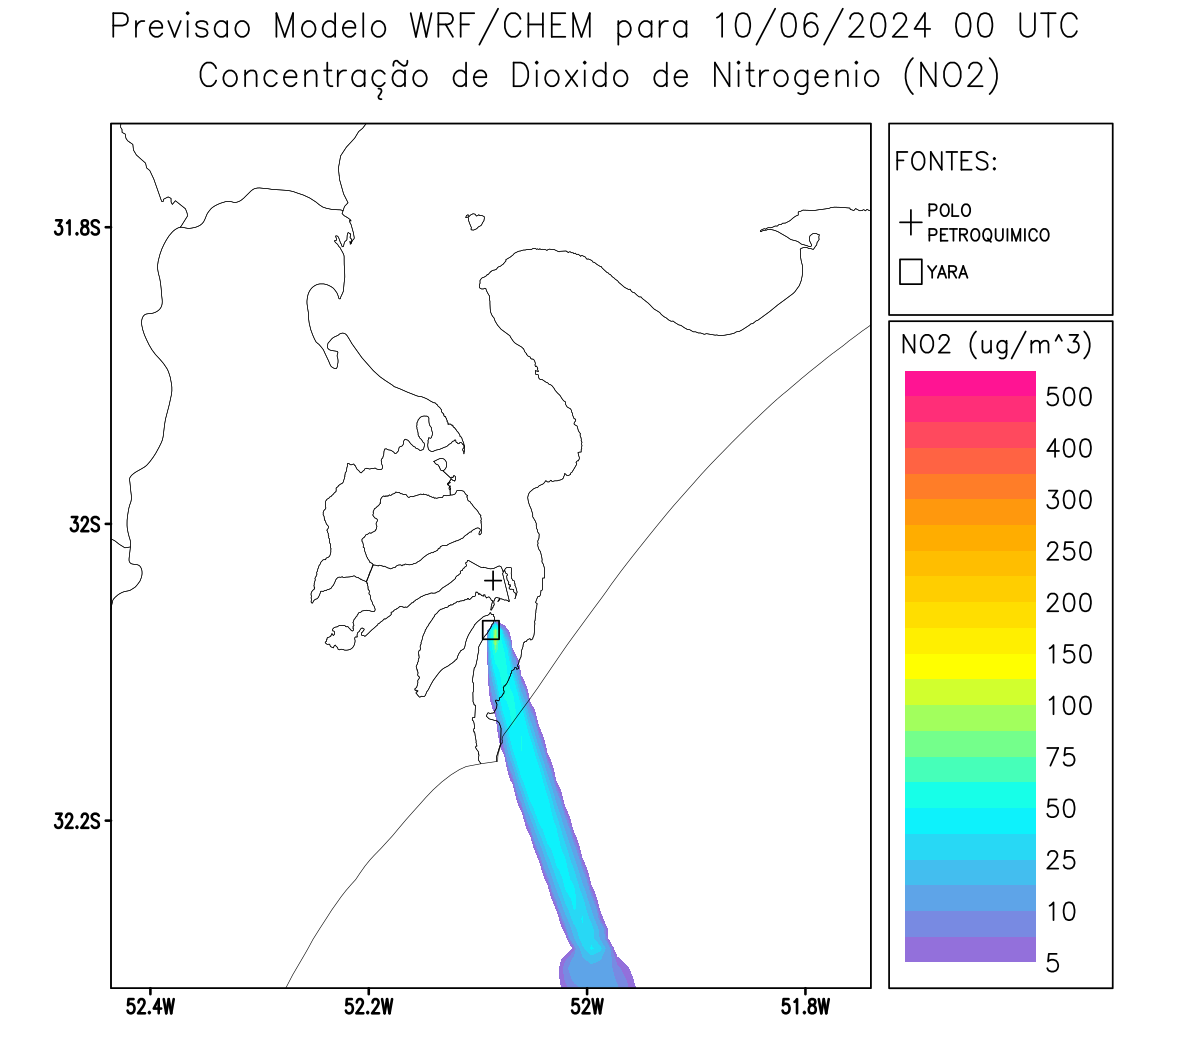 Previsao Modelo WRF/CHEM para 10/06/2024 00 UTC
Concentração de Dioxido de Nitrogenio (NO2)
FONTES:
POLO
PETROQUIMICO
YARA
NO2 (ug/m^3)
500
400
300
250
200
150
100
75
50
25
10
5
31.8S
32S
32.2S
52.4W
52.2W
52W
51.8W